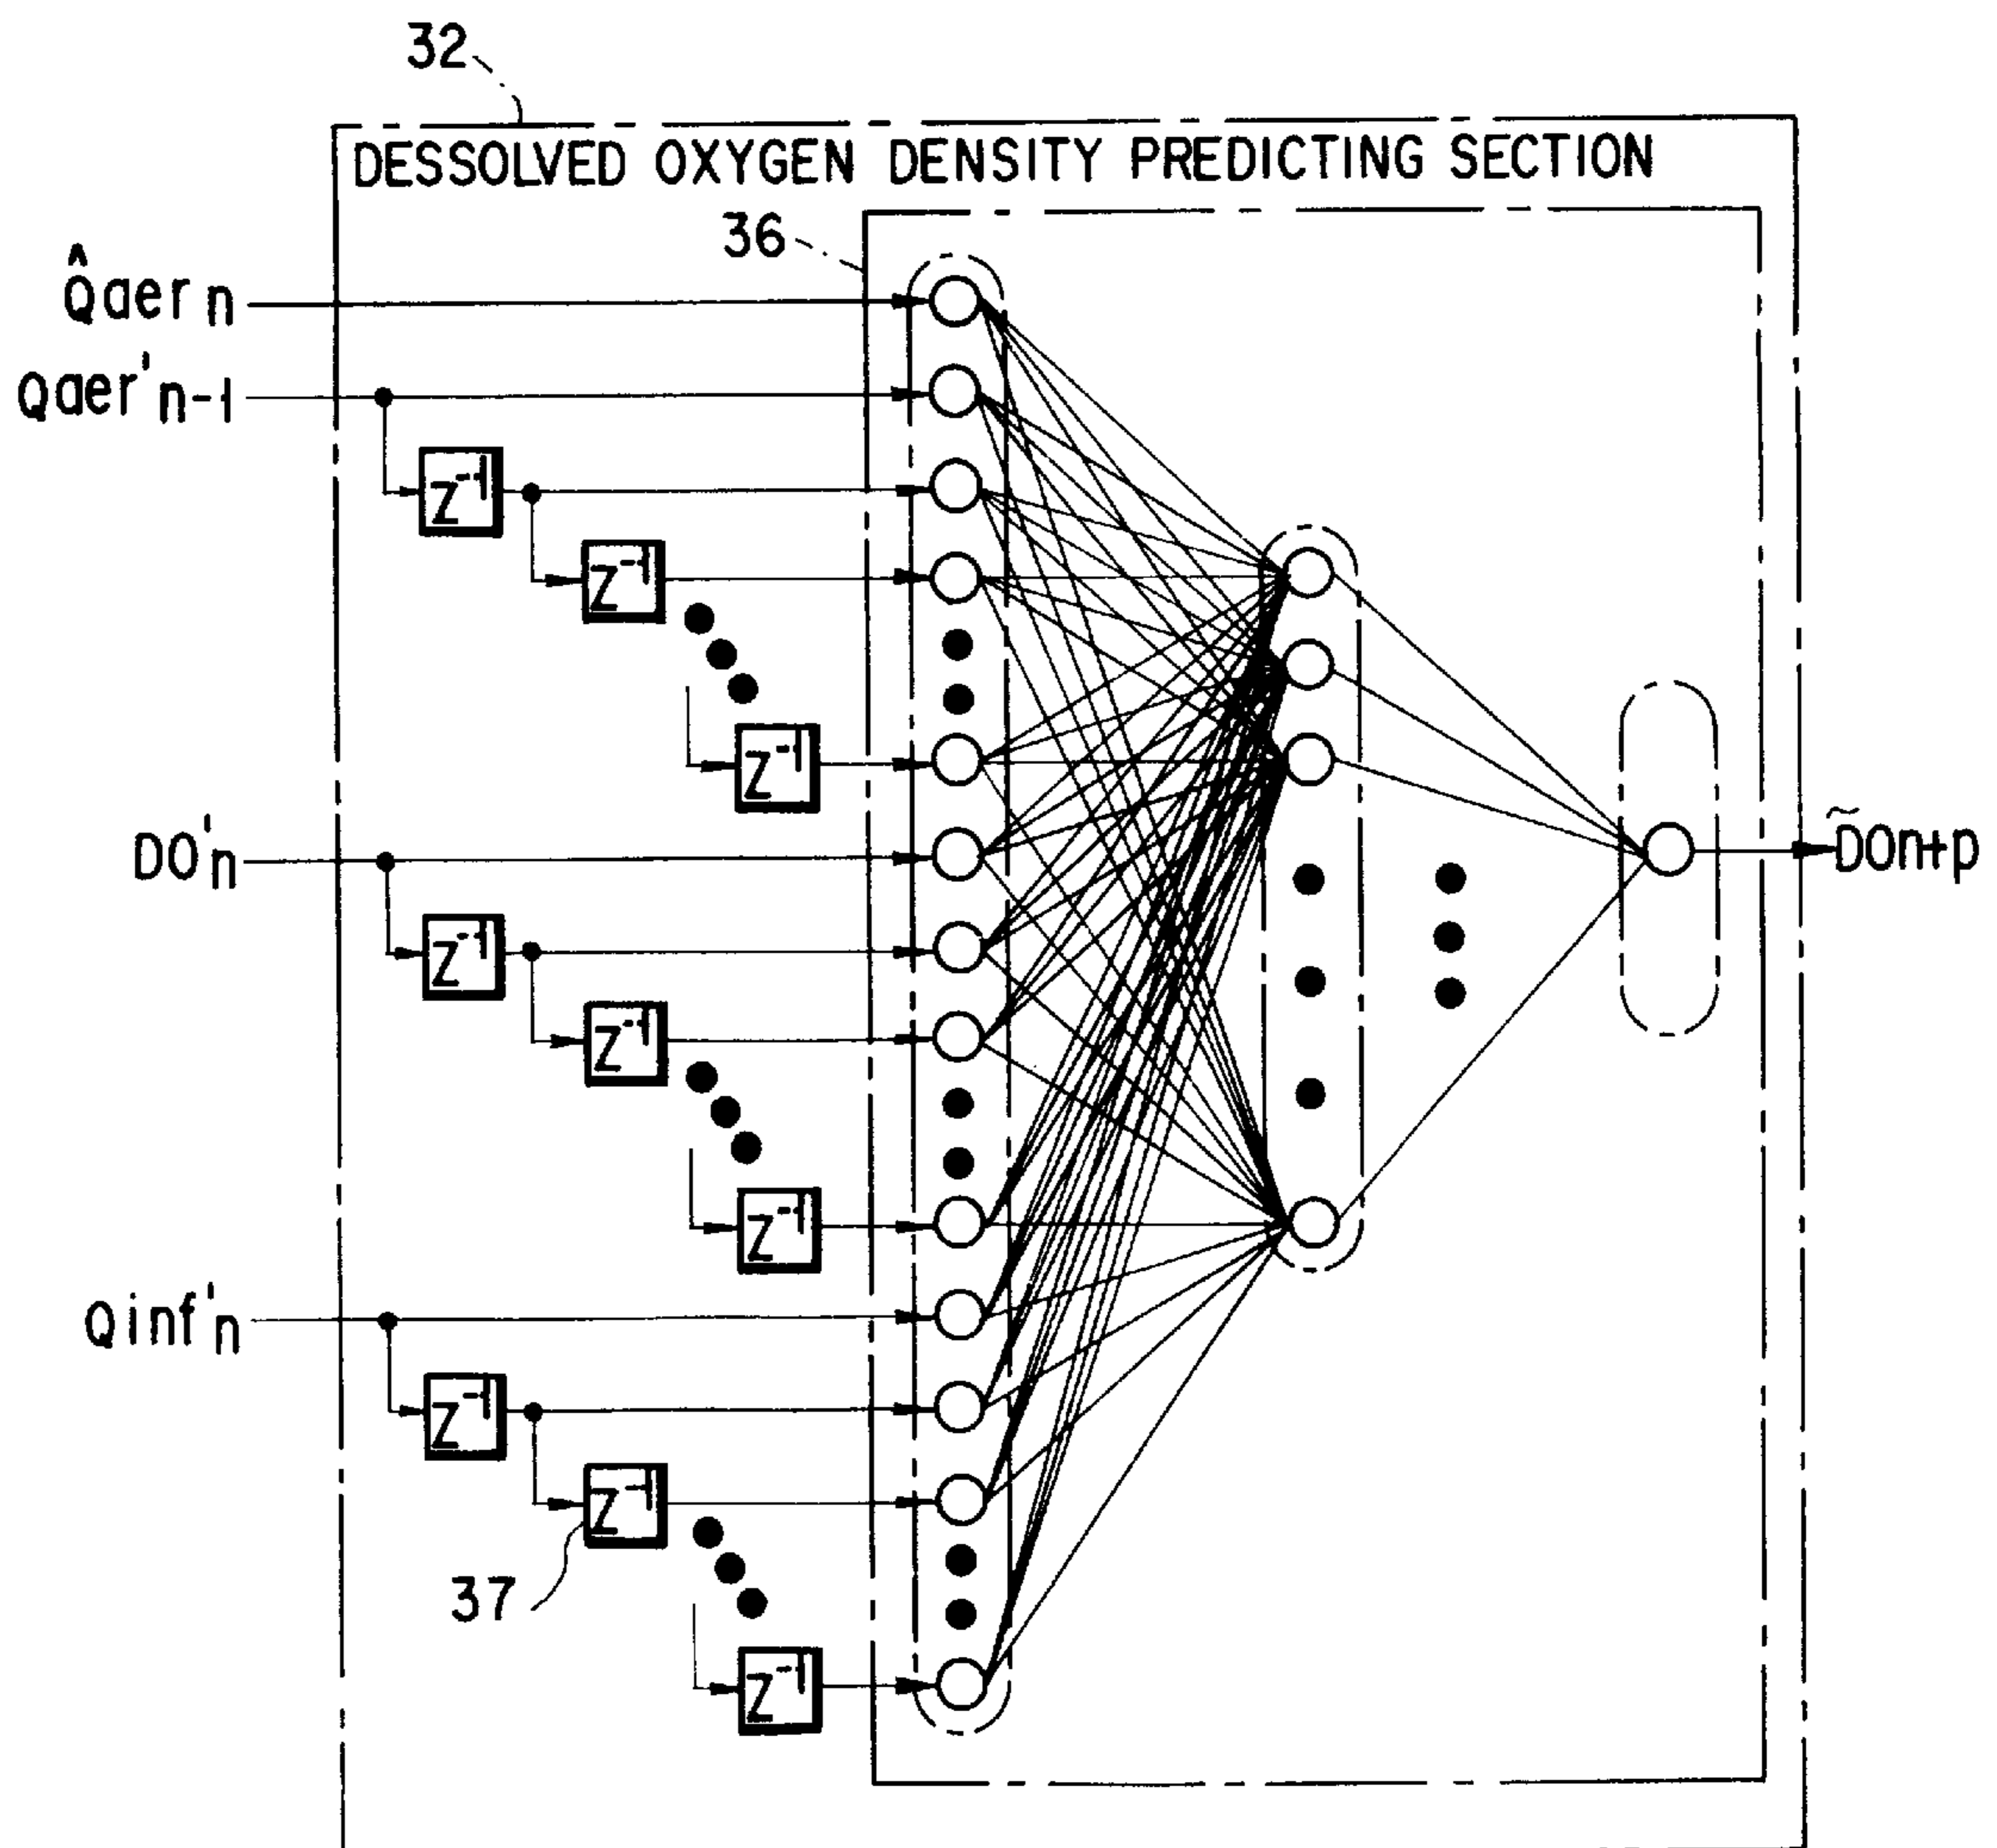 32
DESSOLVED OXYGEN DENSITY PREDICTING SECTION
36
Q̂aer n
Qaer'n-1
Z⁻¹
Z⁻¹
Z⁻¹
DO'n
D̃On+p
Z⁻¹
Z⁻¹
Z⁻¹
Qinf'n
Z⁻¹
Z⁻¹
37
Z⁻¹